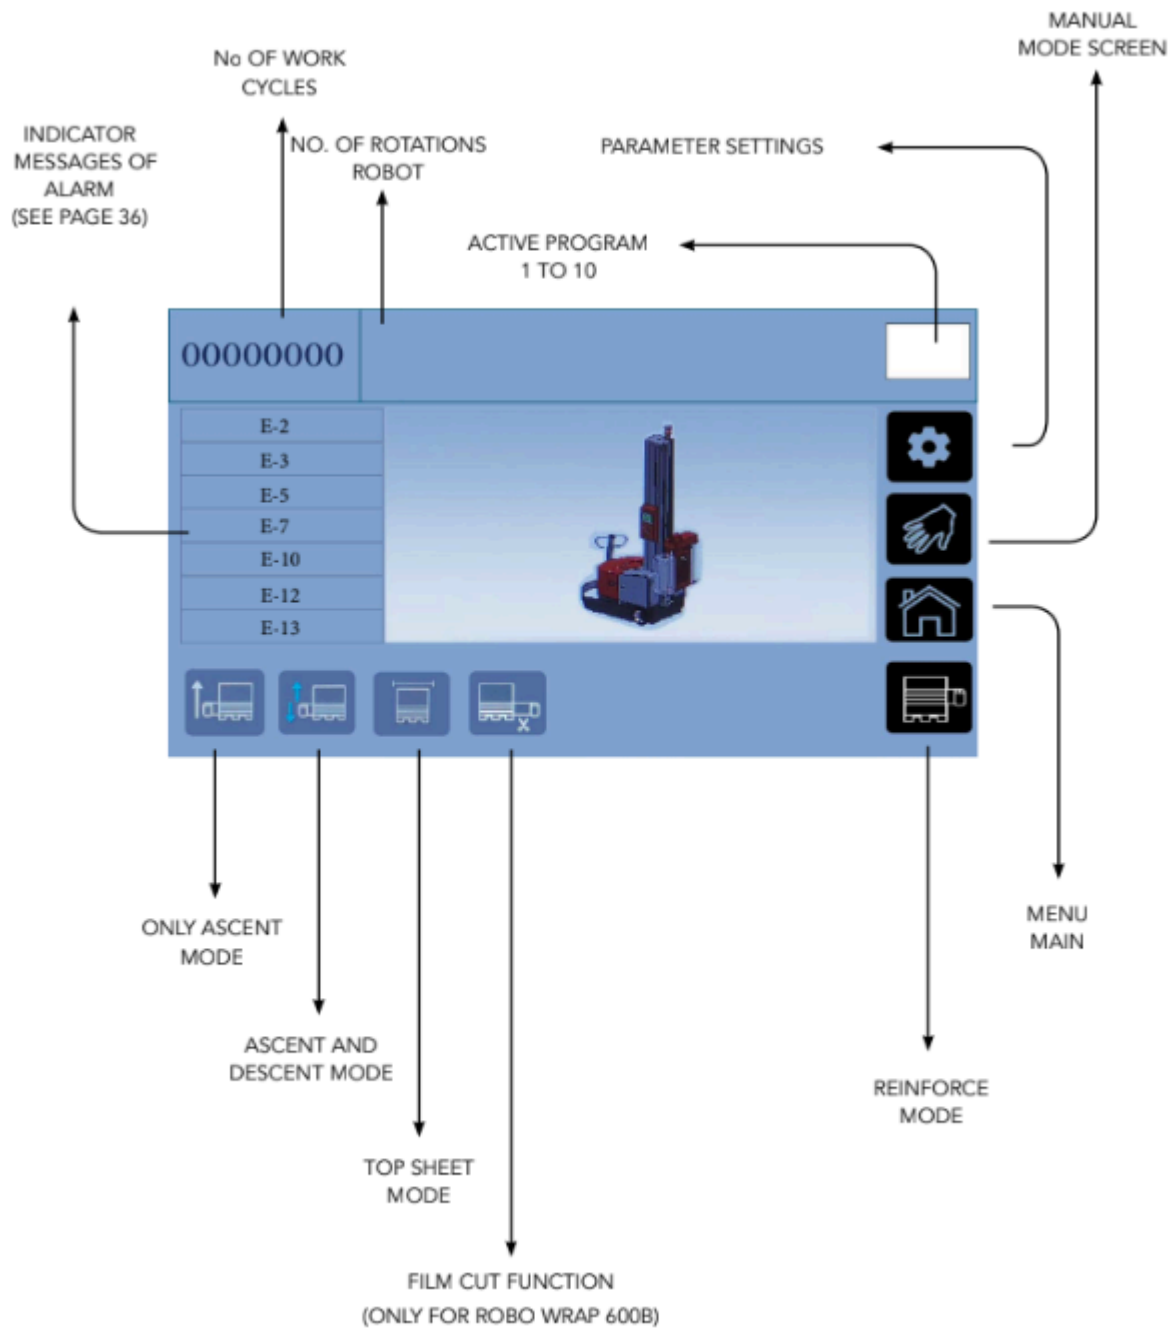 MANUAL
MODE SCREEN
No OF WORK
CYCLES
INDICATOR
MESSAGES OF
ALARM
(SEE PAGE 36)
NO. OF ROTATIONS
ROBOT
PARAMETER SETTINGS
ACTIVE PROGRAM
1 TO 10
00000000
E-2
E-3
E-5
E-7
E-10
E-12
E-13
ONLY ASCENT
MODE
MENU
MAIN
ASCENT AND
DESCENT MODE
REINFORCE
MODE
TOP SHEET
MODE
FILM CUT FUNCTION
(ONLY FOR ROBO WRAP 600B)